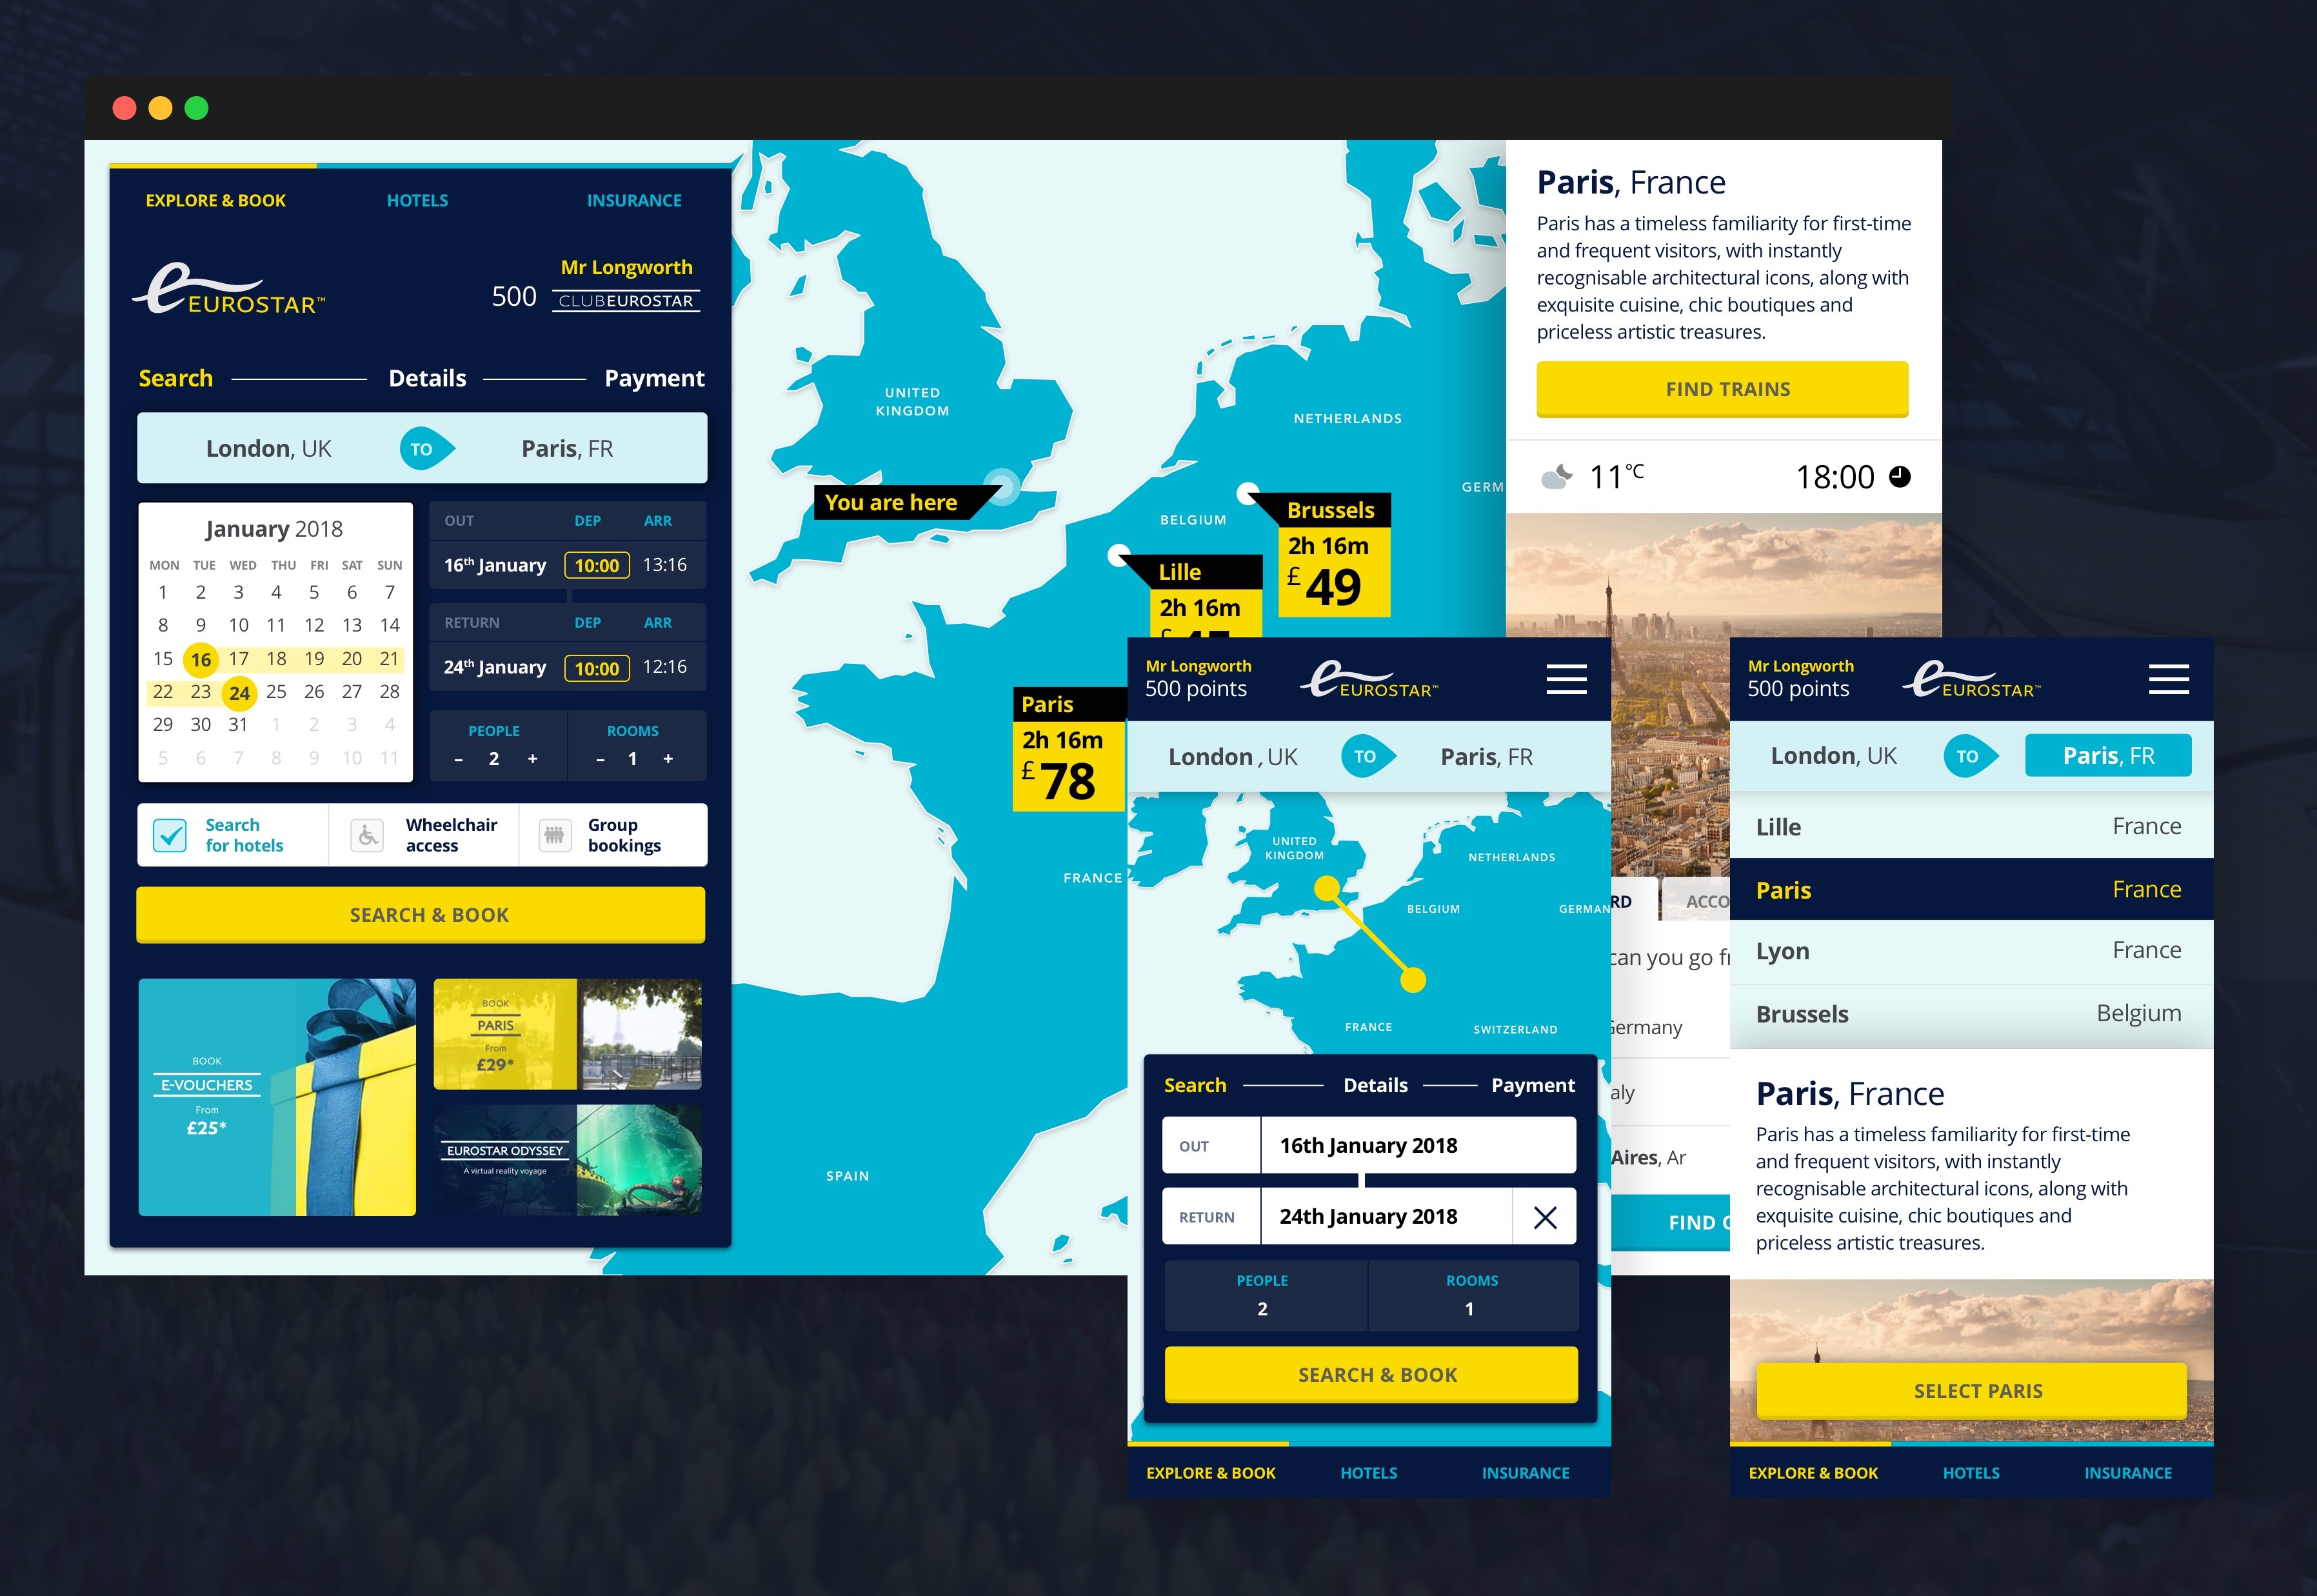 EXPLORE & BOOK HOTELS INSURANCE
EUROSTAR™
Mr Longworth
500 CLUBEUROSTAR
Search Details Payment
London, UK TO Paris, FR
January 2018
MON TUE WED THU FRI SAT SUN
1 2 3 4 5 6 7
8 9 10 11 12 13 14
15 16 17 18 19 20 21
22 23 24 25 26 27 28
29 30 31 1 2 3 4
5 6 7 8 9 10 11
OUT DEP ARR
16th January 10:00 13:16
RETURN DEP ARR
24th January 10:00 12:16
PEOPLE ROOMS
– 2 + – 1 +
Search
for hotels
Wheelchair
access
Group
bookings
SEARCH & BOOK
BOOK
E-VOUCHERS
From
£25*
BOOK
PARIS
From
£29*
EUROSTAR ODYSSEY
A virtual reality voyage
UNITED
KINGDOM
NETHERLANDS
BELGIUM
GERM
FRANCE
SPAIN
You are here
Brussels
2h 16m
£49
Lille
2h 16m
Paris
2h 16m
£78
Paris, France
Paris has a timeless familiarity for first-time
and frequent visitors, with instantly
recognisable architectural icons, along with
exquisite cuisine, chic boutiques and
priceless artistic treasures.
FIND TRAINS
11°C 18:00
RD ACCO
can you go fr
Germany
aly
Aires, Ar
FIND
Mr Longworth
500 points
EUROSTAR™
London, UK TO Paris, FR
UNITED
KINGDOM
NETHERLANDS
BELGIUM
GERMAN
FRANCE
SWITZERLAND
Search Details Payment
OUT 16th January 2018
RETURN 24th January 2018
PEOPLE ROOMS
2 1
SEARCH & BOOK
EXPLORE & BOOK HOTELS INSURANCE
Mr Longworth
500 points
EUROSTAR™
London, UK TO Paris, FR
Lille France
Paris France
Lyon France
Brussels Belgium
Paris, France
Paris has a timeless familiarity for first-time
and frequent visitors, with instantly
recognisable architectural icons, along with
exquisite cuisine, chic boutiques and
priceless artistic treasures.
SELECT PARIS
EXPLORE & BOOK HOTELS INSURANCE